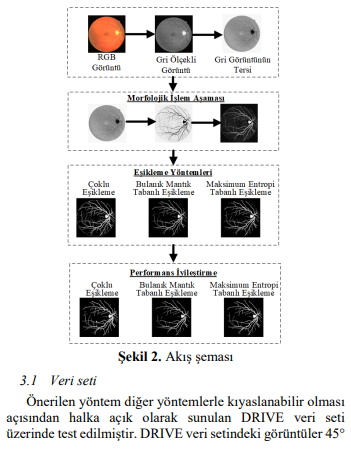 RGB Görüntü
Gri Ölçekli Görüntü
Gri Görüntünün Tersi
Morfolojik İşlem Aşaması
Eşikleme Yöntemleri
Çoklu Eşikleme
Bulanık Mantık Tabanlı Eşikleme
Maksimum Entropi Tabanlı Eşikleme
Performans İyileştirme
Çoklu Eşikleme
Bulanık Mantık Tabanlı Eşikleme
Maksimum Entropi Tabanlı Eşikleme
Şekil 2. Akış şeması
3.1 Veri seti
Önerilen yöntem diğer yöntemlerle kıyaslanabilir olması
açısından halka açık olarak sunulan DRIVE veri seti
üzerinde test edilmiştir. DRIVE veri setindeki görüntüler 45°